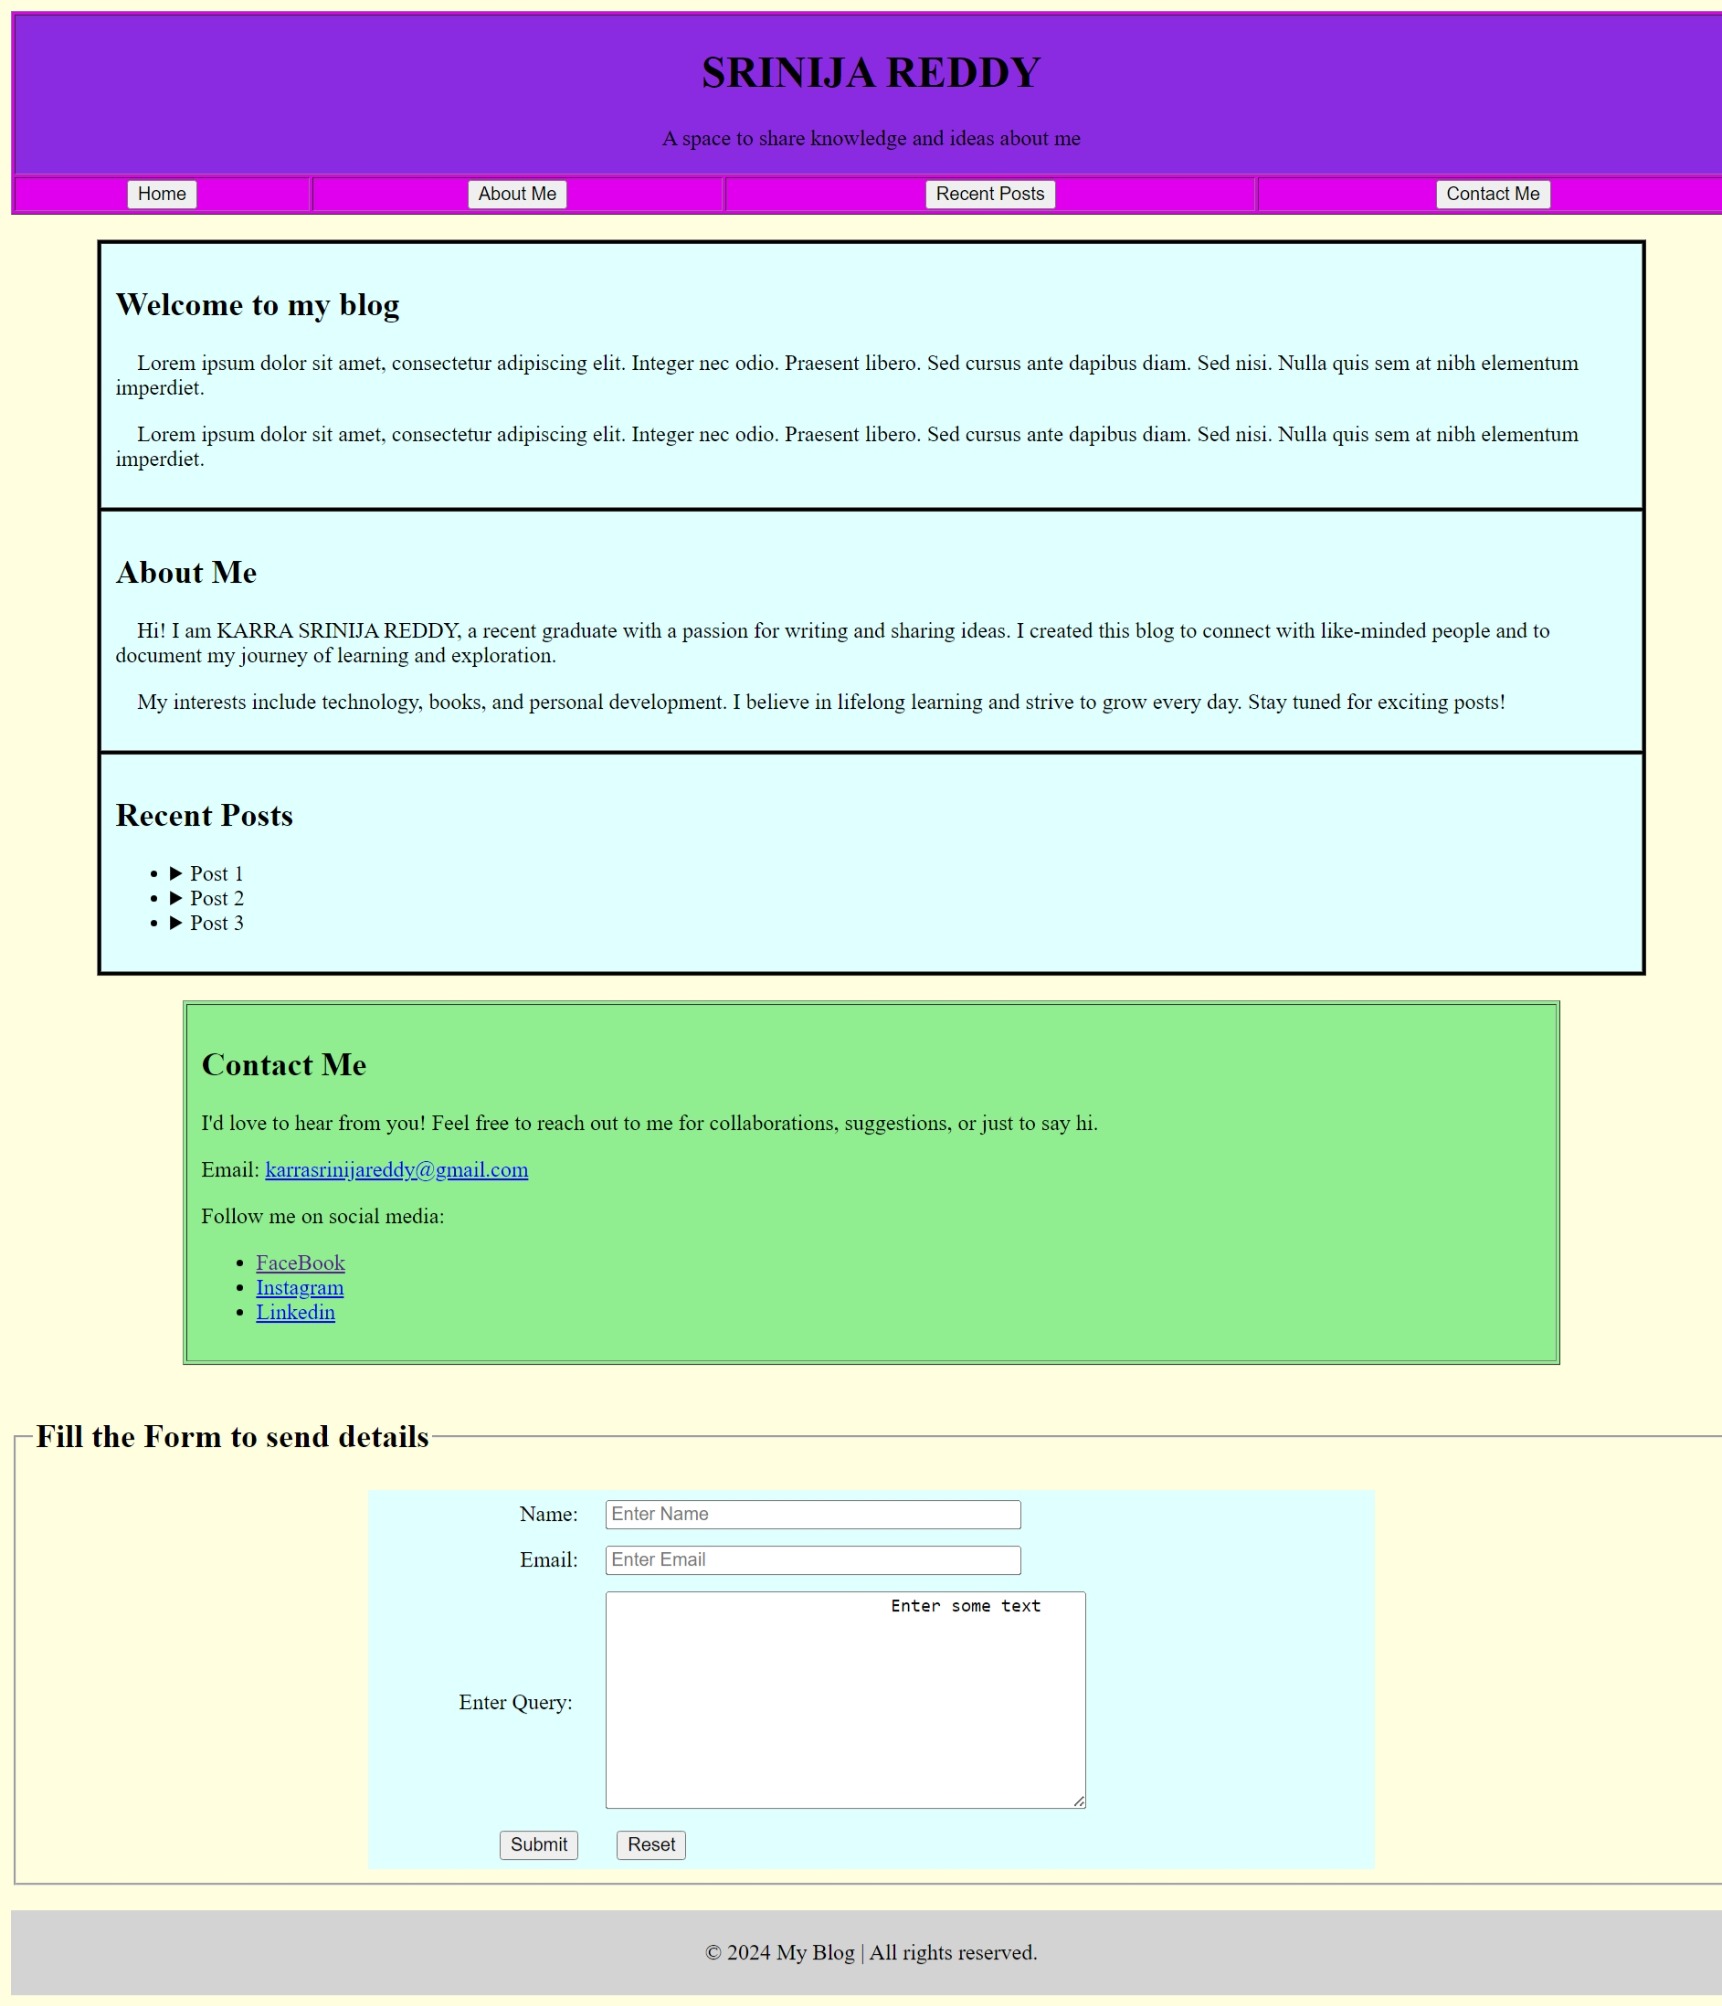 SRINIJA REDDY
A space to share knowledge and ideas about me
Home About Me Recent Posts Contact Me
Welcome to my blog
Lorem ipsum dolor sit amet, consectetur adipiscing elit. Integer nec odio. Praesent libero. Sed cursus ante dapibus diam. Sed nisi. Nulla quis sem at nibh elementum
imperdiet.
Lorem ipsum dolor sit amet, consectetur adipiscing elit. Integer nec odio. Praesent libero. Sed cursus ante dapibus diam. Sed nisi. Nulla quis sem at nibh elementum
imperdiet.
About Me
Hi! I am KARRA SRINIJA REDDY, a recent graduate with a passion for writing and sharing ideas. I created this blog to connect with like-minded people and to
document my journey of learning and exploration.
My interests include technology, books, and personal development. I believe in lifelong learning and strive to grow every day. Stay tuned for exciting posts!
Recent Posts
• ▶ Post 1
• ▶ Post 2
• ▶ Post 3
Contact Me
I'd love to hear from you! Feel free to reach out to me for collaborations, suggestions, or just to say hi.
Email: karrasrinijareddy@gmail.com
Follow me on social media:
• FaceBook
• Instagram
• Linkedin
Fill the Form to send details
Name: Enter Name
Email: Enter Email
Enter some text
Enter Query:
Submit Reset
© 2024 My Blog | All rights reserved.